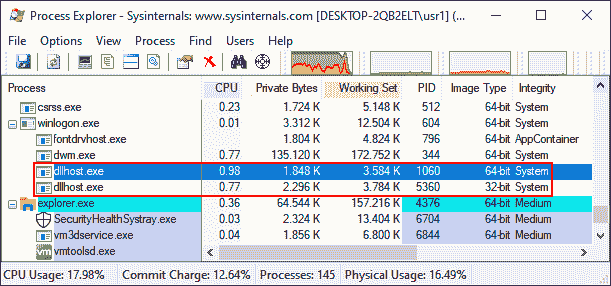 Process Explorer - Sysinternals: www.sysinternals.com [DESKTOP-2QB2ELT\usr1] (...
File Options View Process Find Users Help
Process CPU Private Bytes Working Set PID Image Type Integrity
csrss.exe 0.23 1.724 K 5.148 K 512 64-bit System
winlogon.exe 0.01 3.312 K 12.504 K 604 64-bit System
fontdrvhost.exe 1.804 K 4.824 K 796 64-bit AppContainer
dwm.exe 0.77 135.120 K 172.752 K 344 64-bit System
dllhost.exe 0.98 1.848 K 3.584 K 1060 64-bit System
dllhost.exe 0.77 2.296 K 3.784 K 5360 32-bit System
explorer.exe 0.36 64.544 K 157.216 K 4376 64-bit Medium
SecurityHealthSystray.exe 0.03 2.324 K 13.404 K 6704 64-bit Medium
vm3dservice.exe 0.04 1.856 K 6.800 K 6844 64-bit Medium
vmtoolsd.exe
CPU Usage: 17.98% Commit Charge: 12.64% Processes: 145 Physical Usage: 16.49%